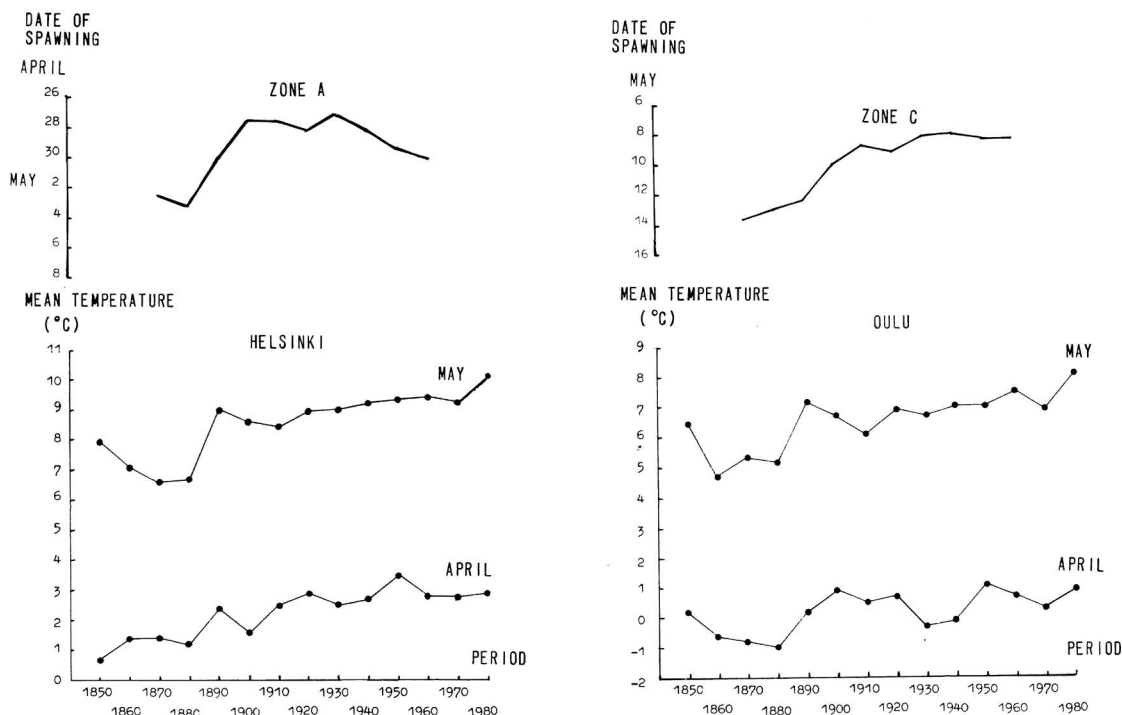 DATE OF
SPAWNING
APRIL
ZONE A
26
28
30
MAY 2
4
6
8
MEAN TEMPERATURE
(°C)
HELSINKI
11
10
9
8
7
6
5
4
3
2
1
0
MAY
APRIL
PERIOD
1850 1870 1890 1910 1930 1950 1970
1860 1880 1900 1920 1940 1960 1980
DATE OF
SPAWNING
MAY
ZONE C
6
8
10
12
14
16
MEAN TEMPERATURE
(°C)
OULU
9
8
7
6
5
4
3
2
1
0
-1
-2
MAY
APRIL
PERIOD
1850 1870 1890 1910 1930 1950 1970
1860 1880 1900 1920 1940 1960 1980